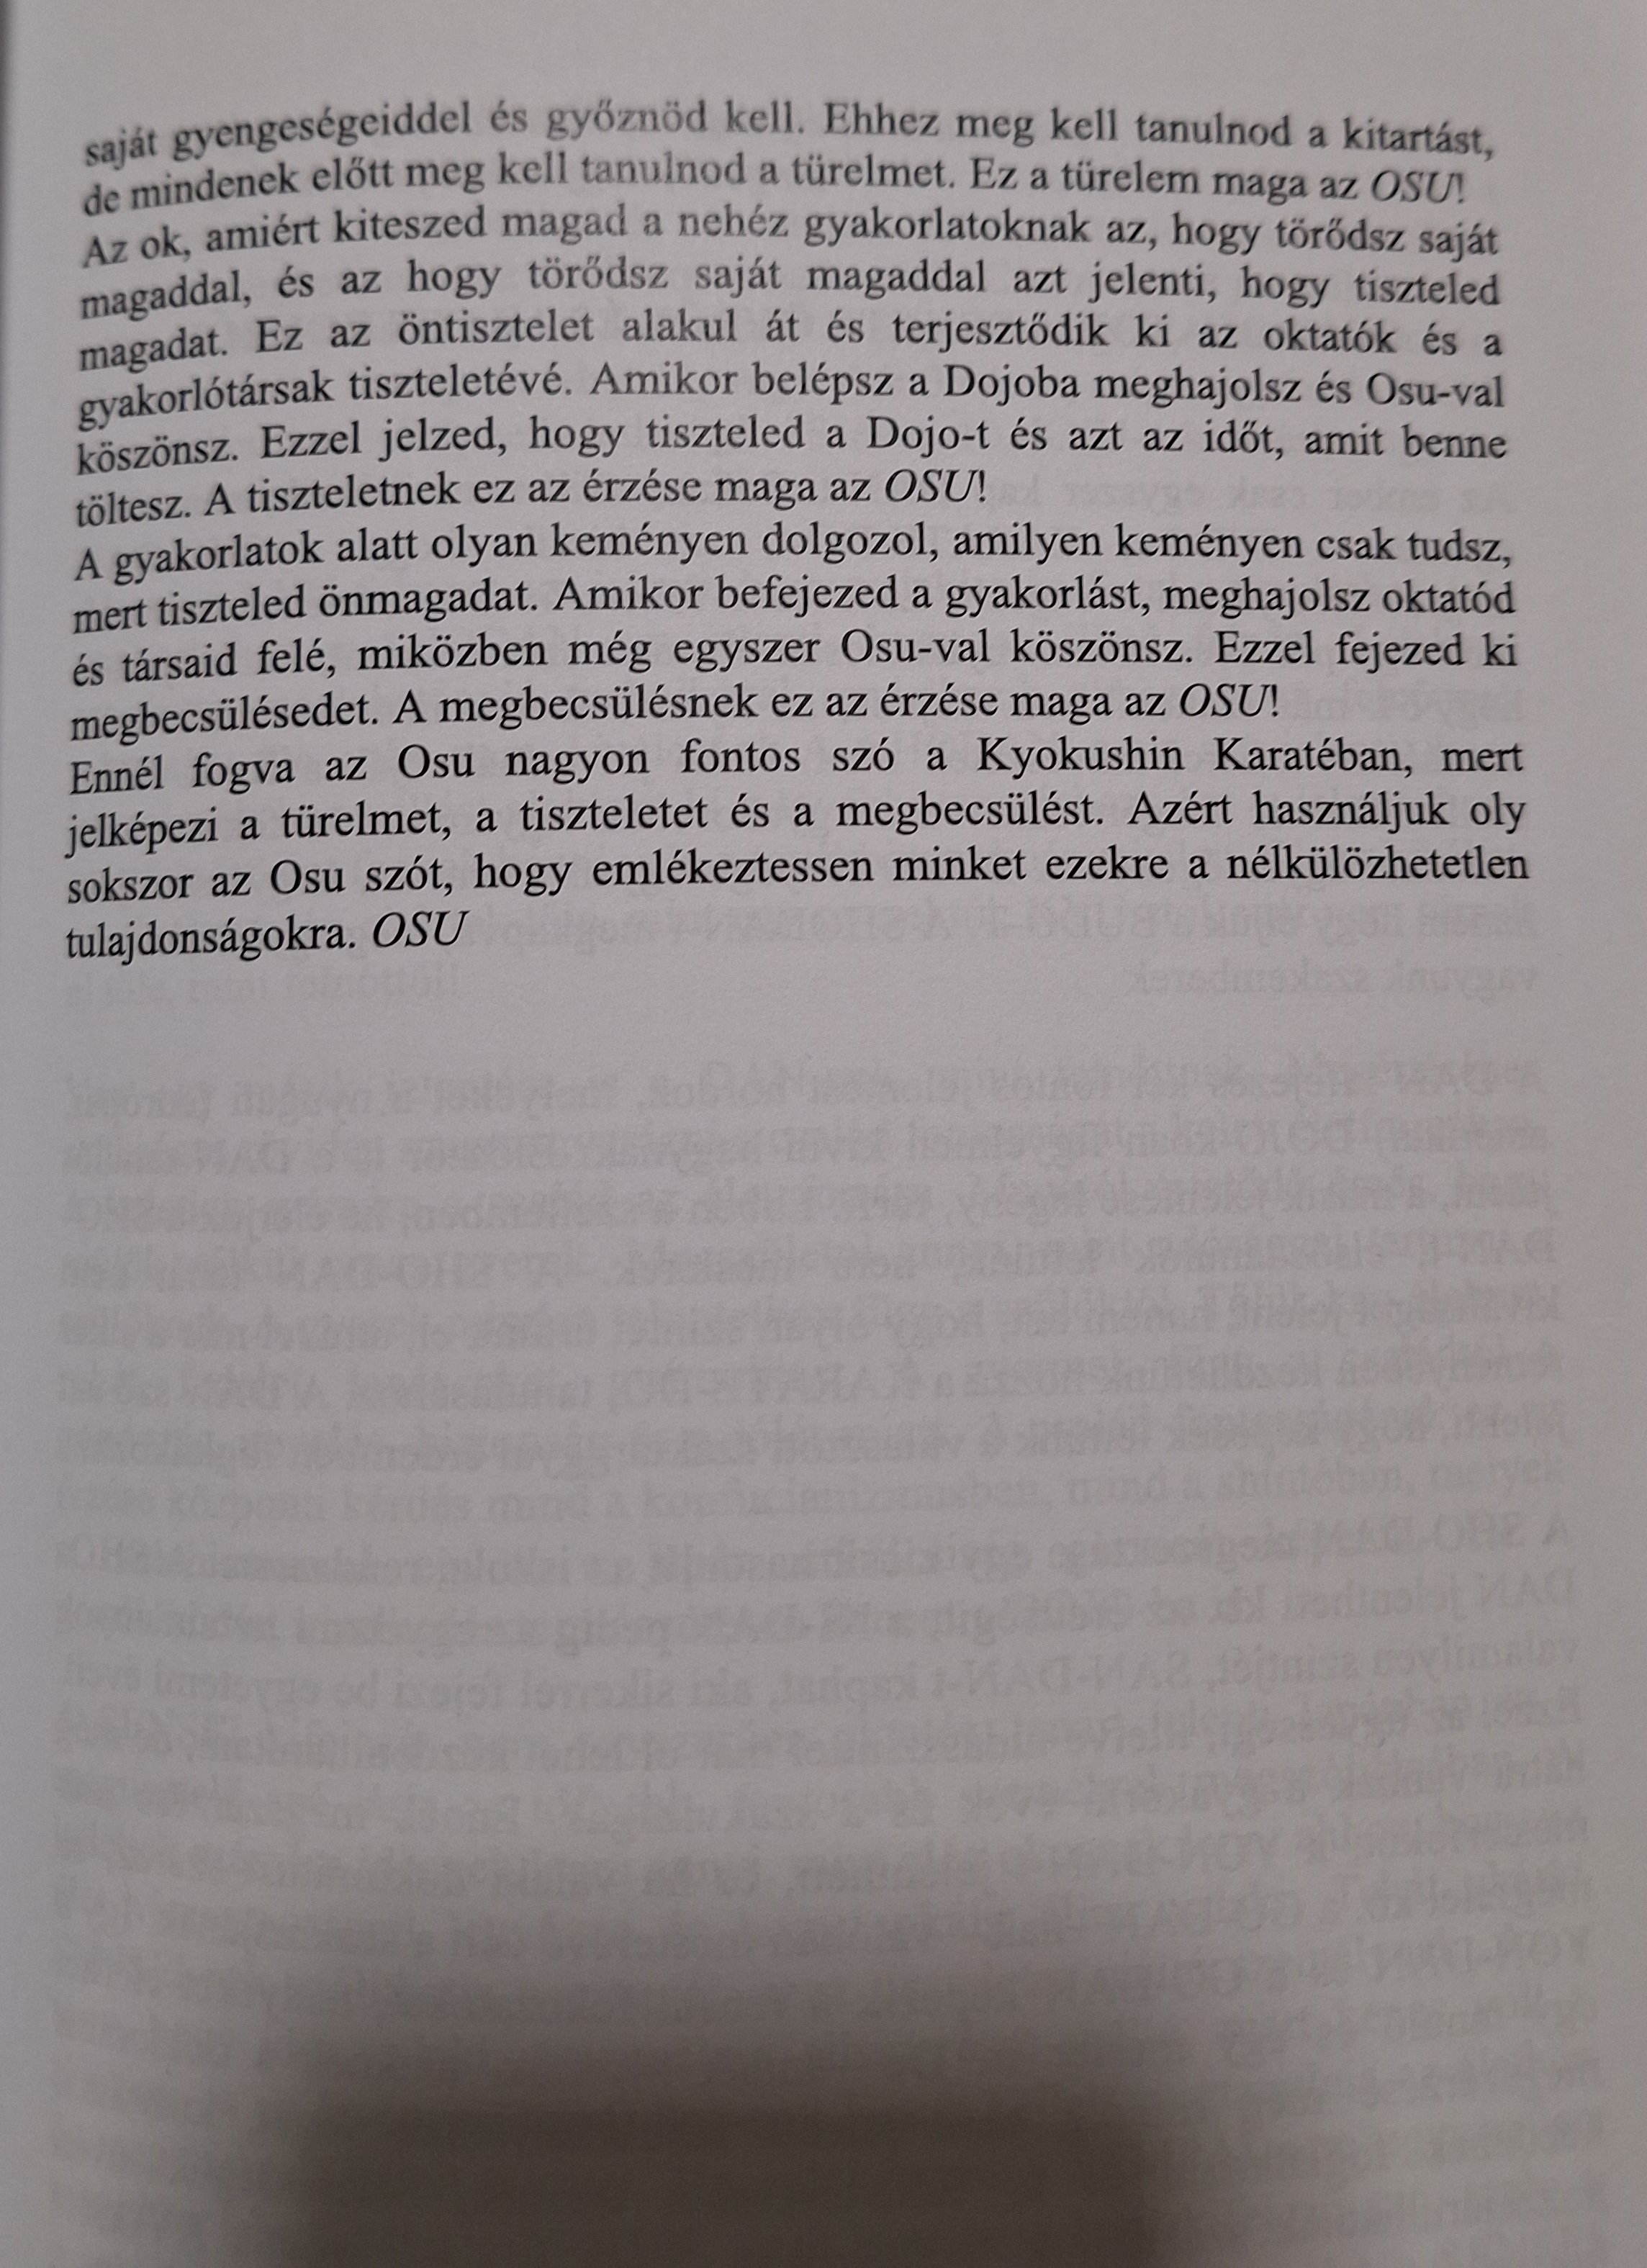 saját gyengeségeiddel és győznöd kell. Ehhez meg kell tanulnod a kitartást,
de mindenek előtt meg kell tanulnod a türelmet. Ez a türelem maga az OSU!
Az ok, amiért kiteszed magad a nehéz gyakorlatoknak az, hogy törődsz saját
magaddal, és az hogy törődsz saját magaddal azt jelenti, hogy tiszteled
magadat. Ez az öntisztelet alakul át és terjesztődik ki az oktatók és a
gyakorlótársak tiszteletévé. Amikor belépsz a Dojoba meghajolsz és Osu-val
köszönsz. Ezzel jelzed, hogy tiszteled a Dojo-t és azt az időt, amit benne
töltesz. A tiszteletnek ez az érzése maga az OSU!
A gyakorlatok alatt olyan keményen dolgozol, amilyen keményen csak tudsz,
mert tiszteled önmagadat. Amikor befejezed a gyakorlást, meghajolsz oktatód
és társaid felé, miközben még egyszer Osu-val köszönsz. Ezzel fejezed ki
megbecsülésedet. A megbecsülésnek ez az érzése maga az OSU!
Ennél fogva az Osu nagyon fontos szó a Kyokushin Karatéban, mert
jelképezi a türelmet, a tiszteletet és a megbecsülést. Azért használjuk oly
sokszor az Osu szót, hogy emlékeztessen minket ezekre a nélkülözhetetlen
tulajdonságokra. OSU